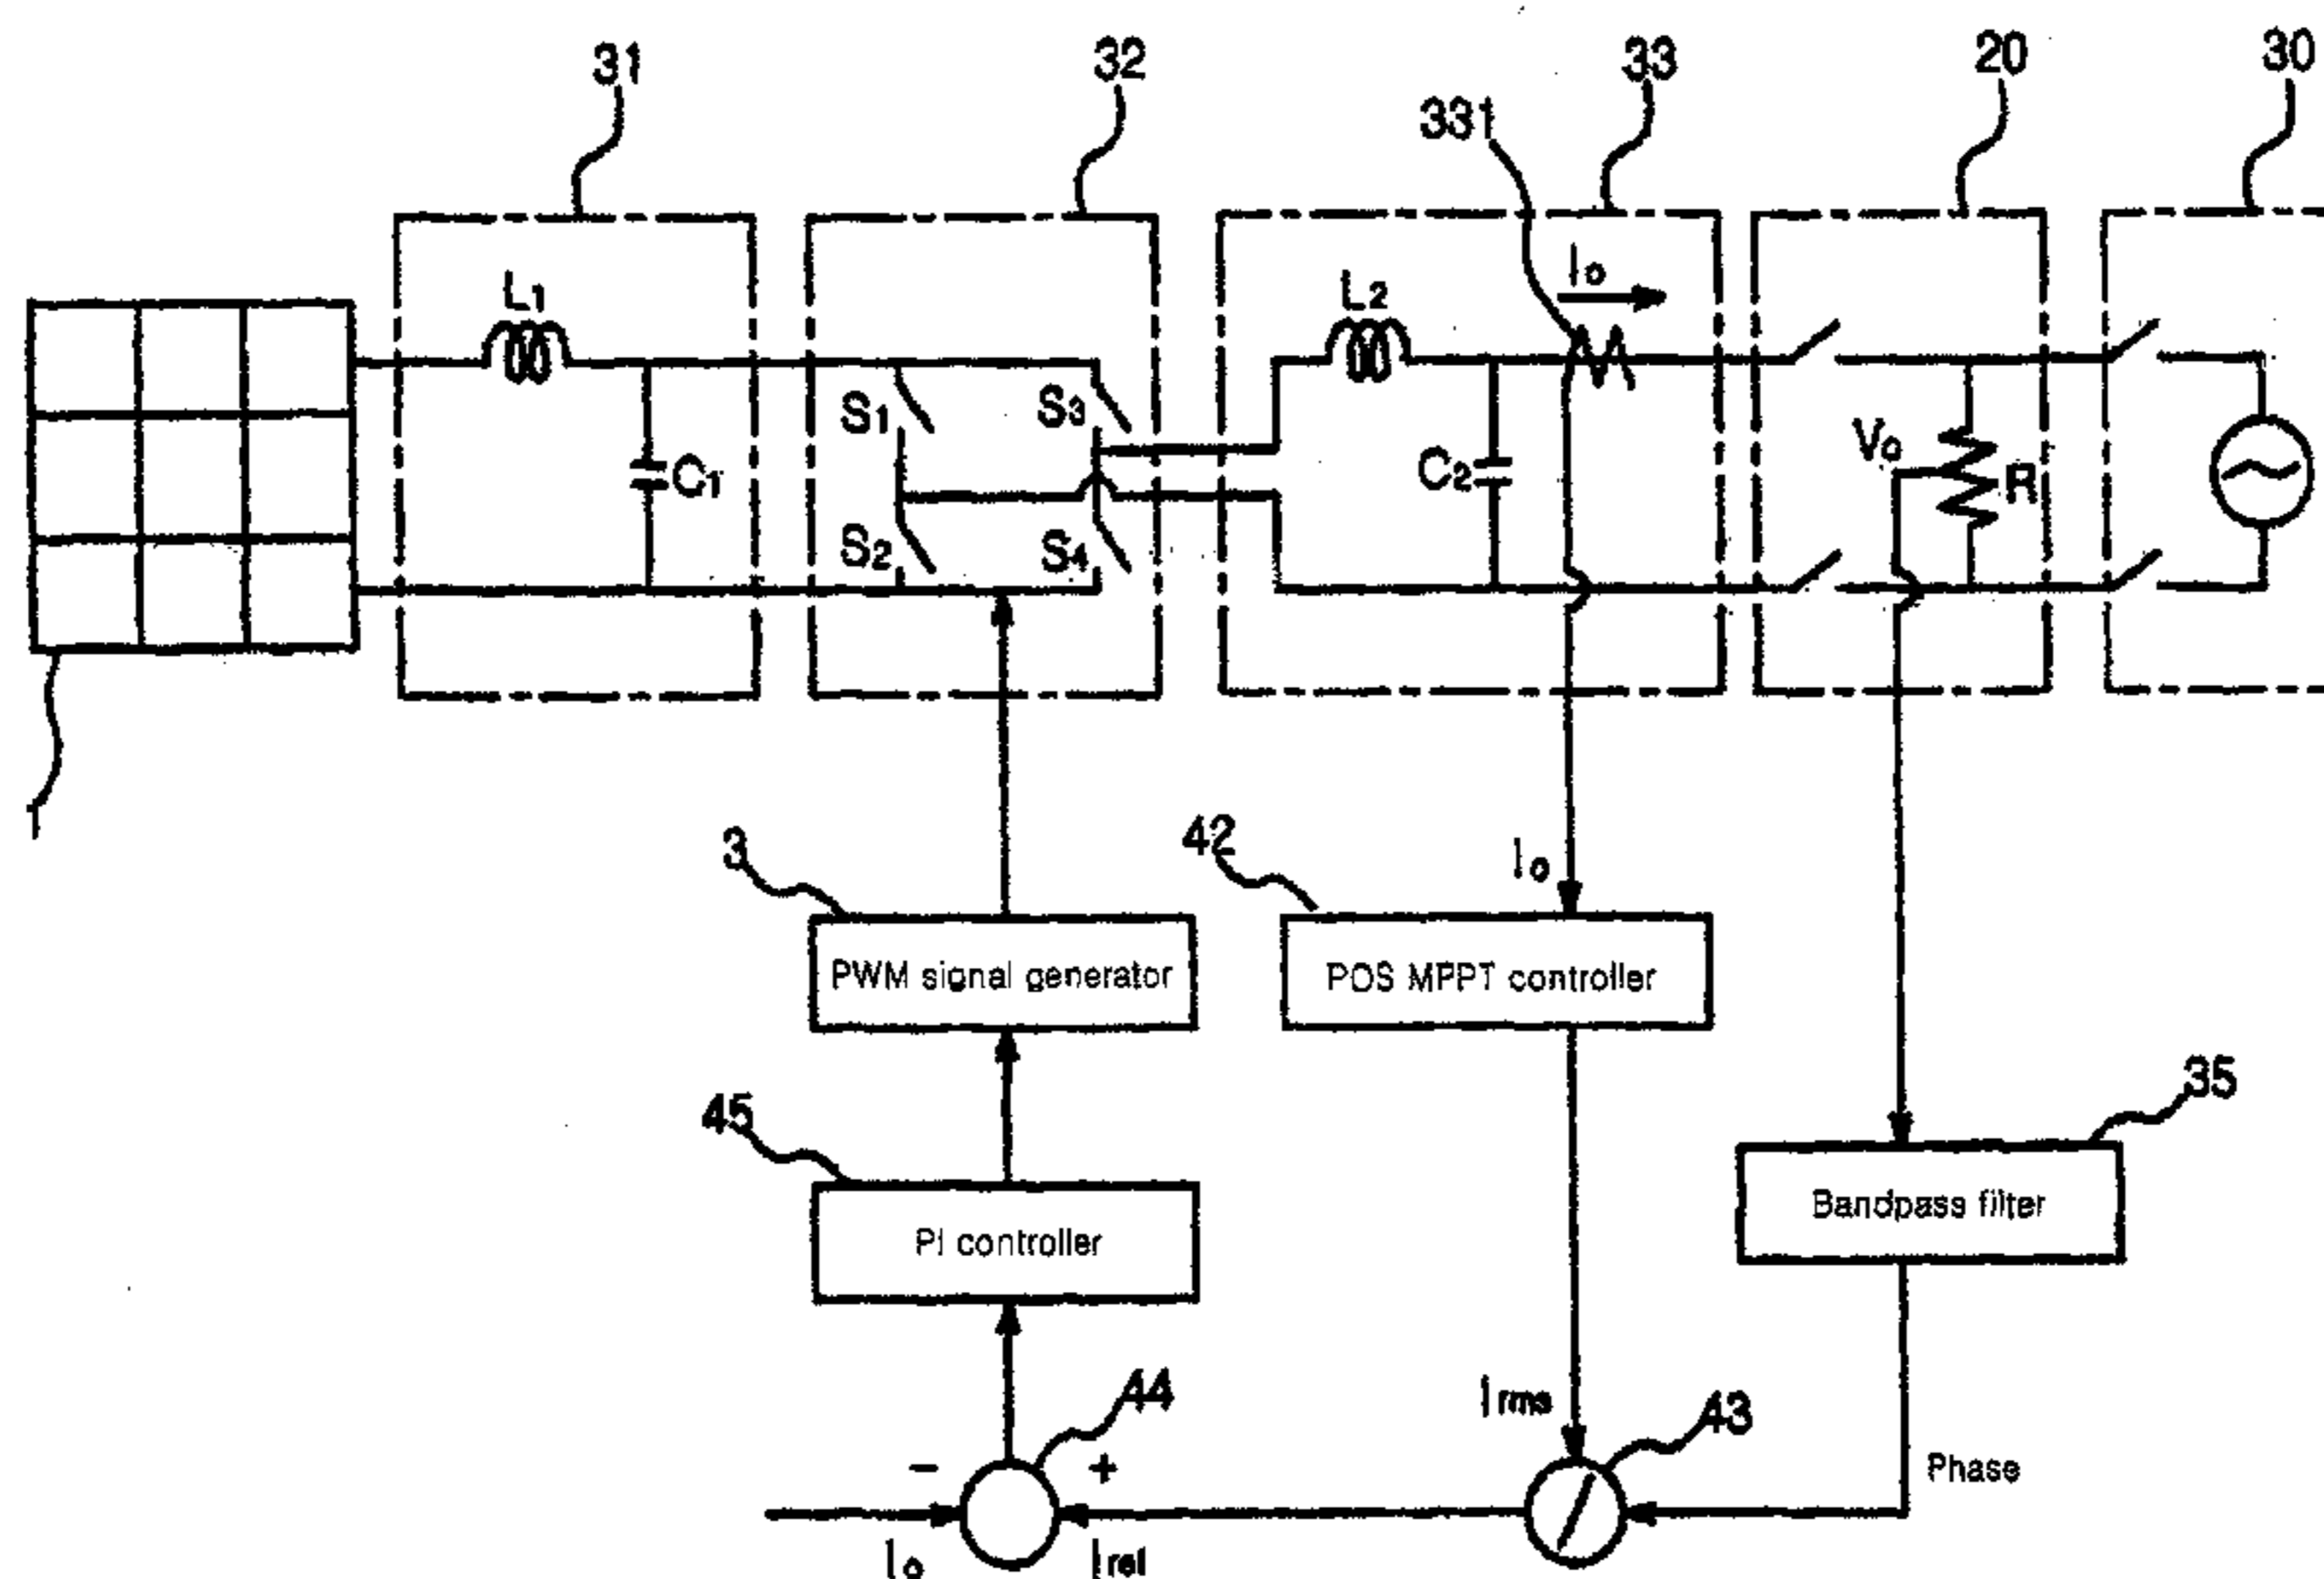 31
32
33
20
30
331
Io
L1
L2
S1
S3
C1
C2
Vo
R
S2
S4
1
3
42
Io
PWM signal generator
POS MPPT controller
45
35
PI controller
Bandpass filter
44
Irms
43
- +
Phase
Io
Iref